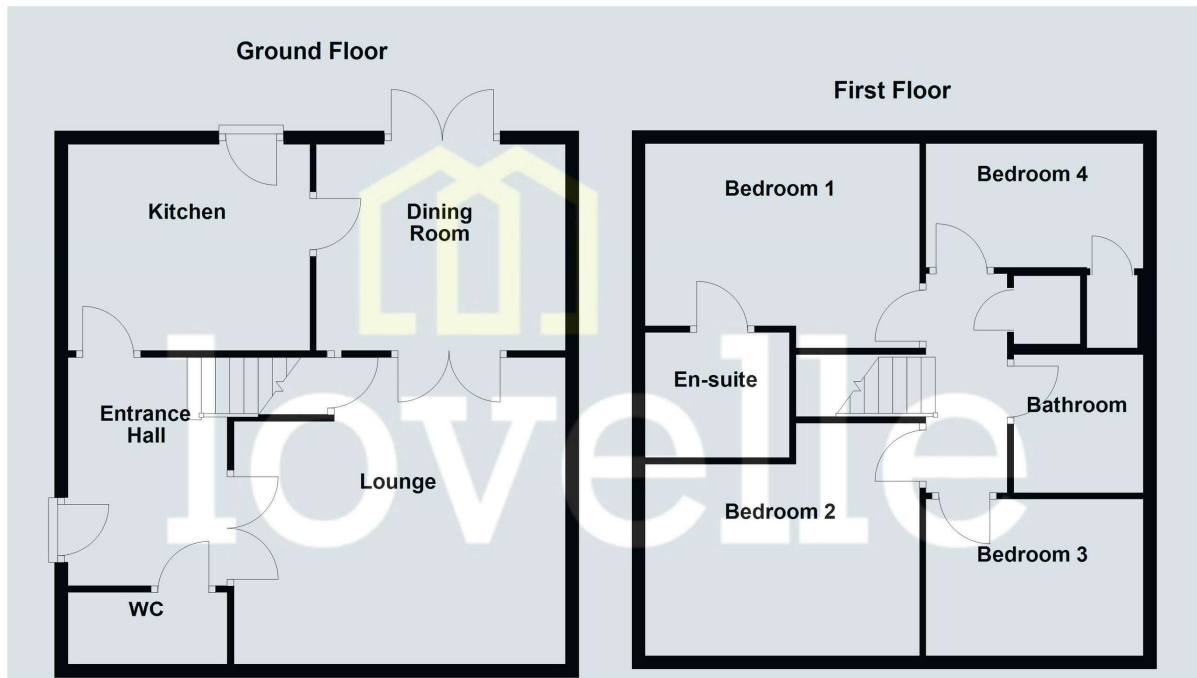 Ground Floor
First Floor
Kitchen
Dining
Room
Entrance
Hall
Lounge
WC
Bedroom 1
Bedroom 4
En-suite
Bathroom
Bedroom 2
Bedroom 3
lovelle